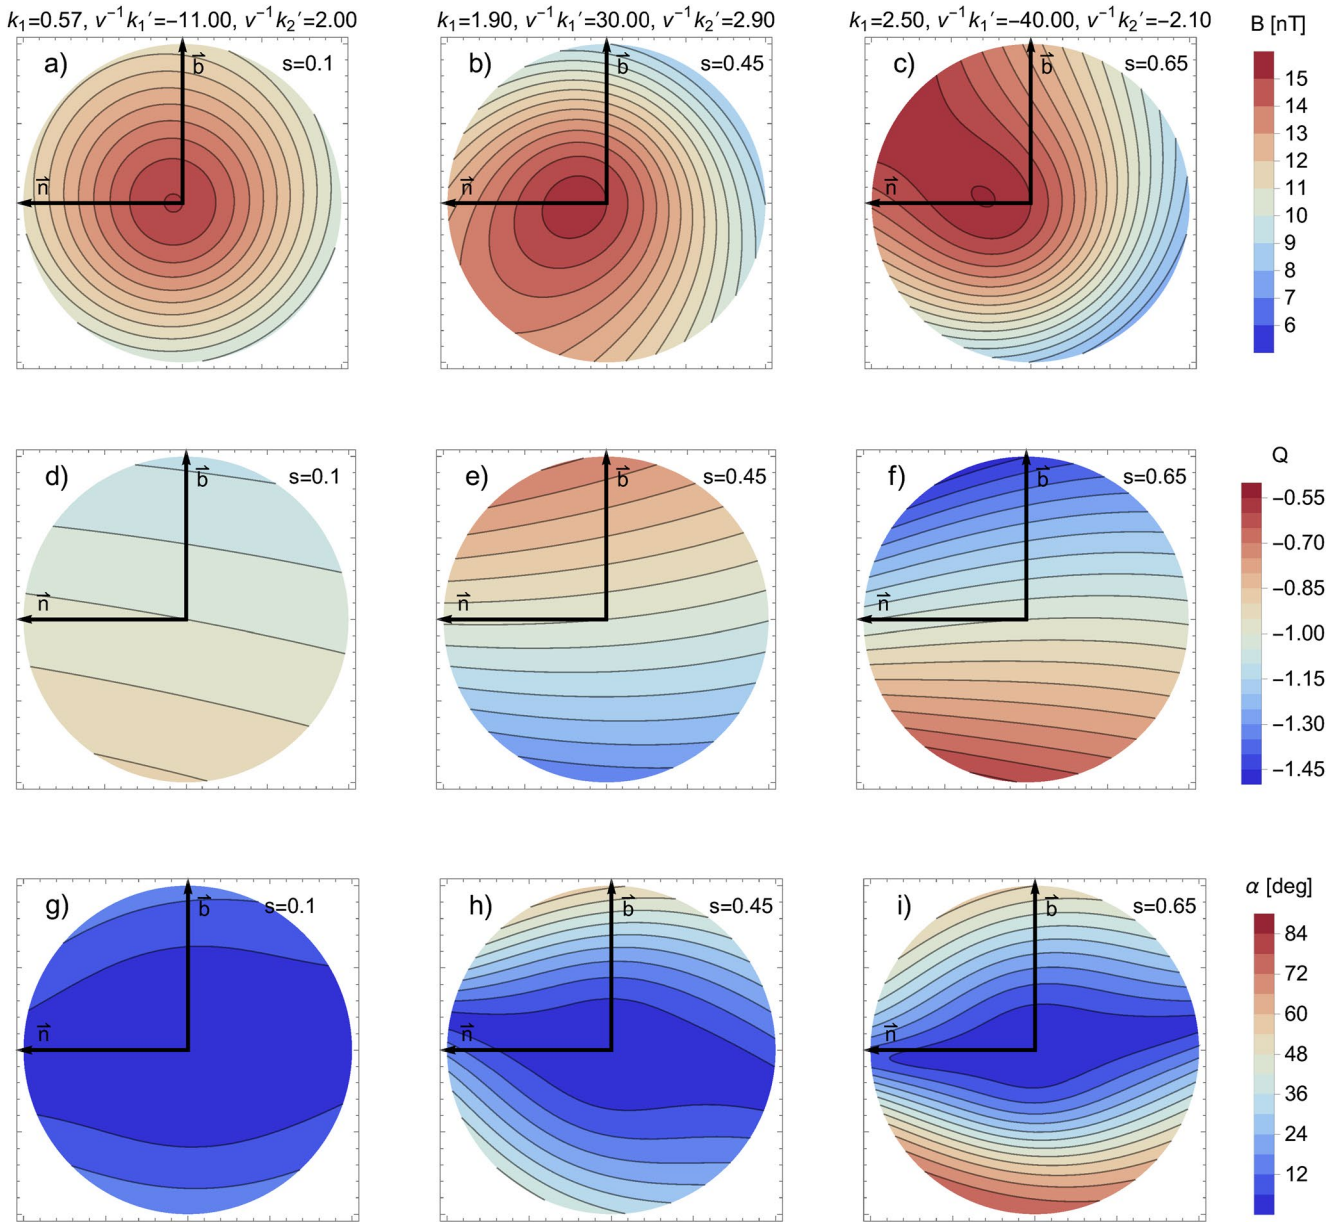 k₁=0.57, v⁻¹k₁′=−11.00, v⁻¹k₂′=2.00
k₁=1.90, v⁻¹k₁′=30.00, v⁻¹k₂′=2.90
k₁=2.50, v⁻¹k₁′=−40.00, v⁻¹k₂′=−2.10
B [nT]
a)
b⃗
s=0.1
n⃗
b)
b⃗
s=0.45
n⃗
c)
b⃗
s=0.65
n⃗
15
14
13
12
11
10
9
8
7
6
d)
b⃗
s=0.1
n⃗
e)
b⃗
s=0.45
n⃗
f)
b⃗
s=0.65
n⃗
Q
−0.55
−0.70
−0.85
−1.00
−1.15
−1.30
−1.45
g)
b⃗
s=0.1
n⃗
h)
b⃗
s=0.45
n⃗
i)
b⃗
s=0.65
n⃗
α [deg]
84
72
60
48
36
24
12